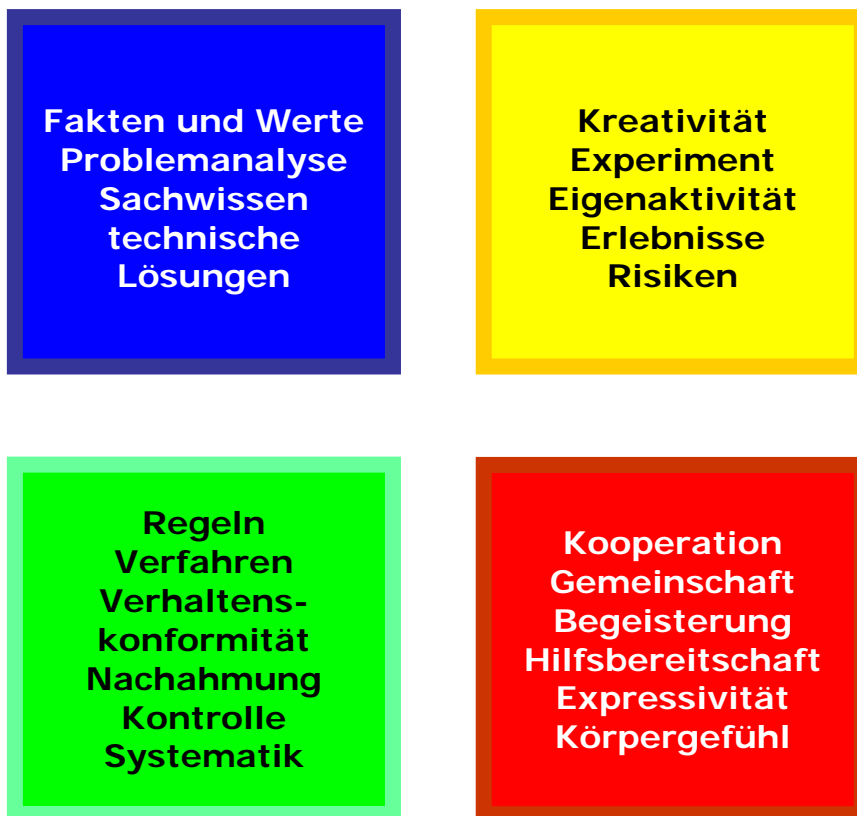 Fakten und Werte
Problemanalyse
Sachwissen
technische
Lösungen
Kreativität
Experiment
Eigenaktivität
Erlebnisse
Risiken
Regeln
Verfahren
Verhaltens-
konformität
Nachahmung
Kontrolle
Systematik
Kooperation
Gemeinschaft
Begeisterung
Hilfsbereitschaft
Expressivität
Körpergefühl